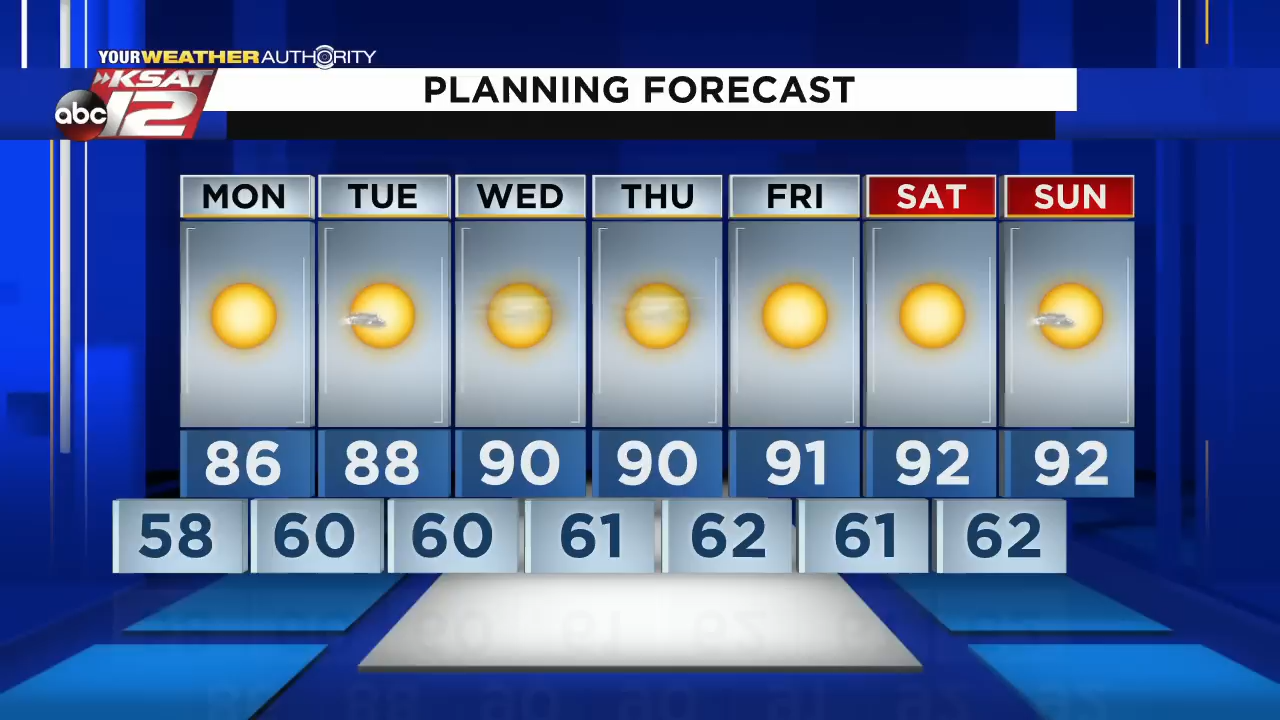 YOURWEATHERAUTHORITY
KSAT
abc 12
PLANNING FORECAST
MON TUE WED THU FRI SAT SUN
86 88 90 90 91 92 92
58 60 60 61 62 61 62